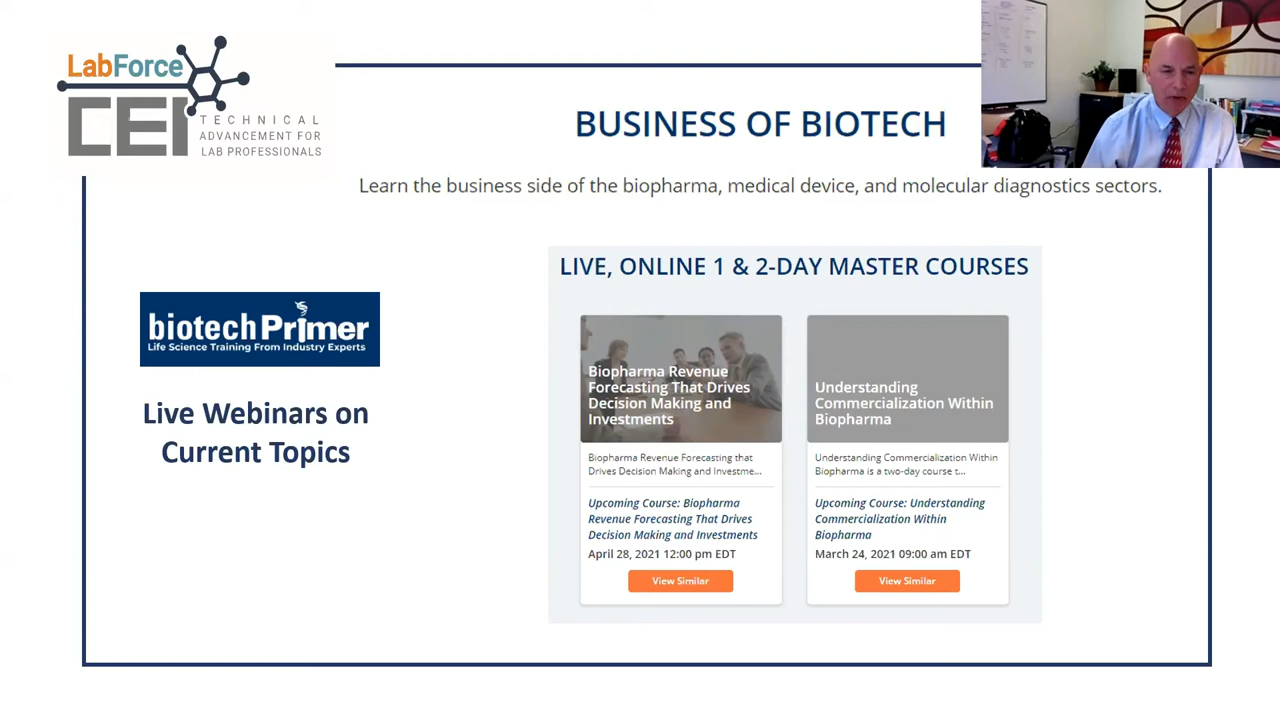 LabForce
CEI
TECHNICAL
ADVANCEMENT FOR
LAB PROFESSIONALS
BUSINESS OF BIOTECH
Learn the business side of the biopharma, medical device, and molecular diagnostics sectors.
biotech Primer
Life Science Training From Industry Experts
Live Webinars on
Current Topics
LIVE, ONLINE 1 & 2-DAY MASTER COURSES
Biopharma Revenue
Forecasting That Drives
Decision Making and
Investments
Biopharma Revenue Forecasting that
Drives Decision Making and Investme...
Upcoming Course: Biopharma
Revenue Forecasting That Drives
Decision Making and Investments
April 28, 2021 12:00 pm EDT
View Similar
Understanding
Commercialization Within
Biopharma
Understanding Commercialization Within
Biopharma is a two-day course t...
Upcoming Course: Understanding
Commercialization Within
Biopharma
March 24, 2021 09:00 am EDT
View Similar